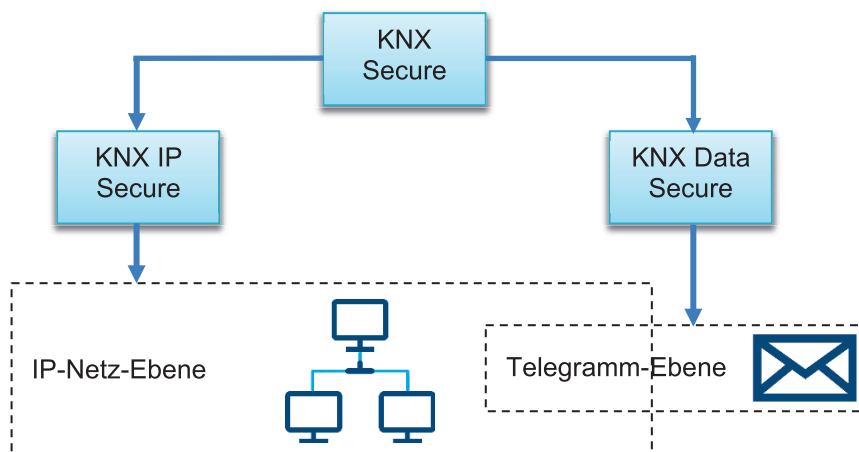 KNX
Secure
KNX IP
Secure
KNX Data
Secure
IP-Netz-Ebene
Telegramm-Ebene